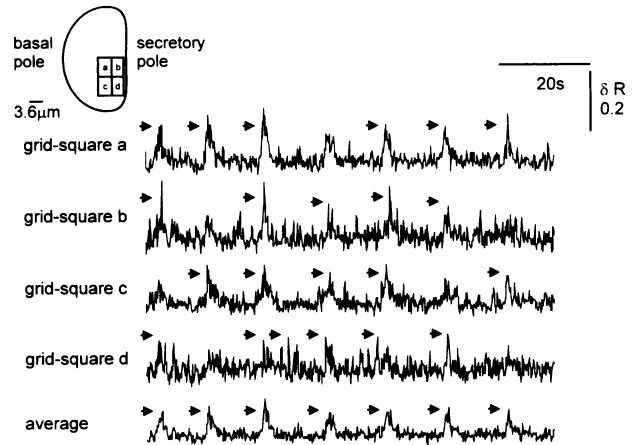 basal pole
secretory pole
a b
c d
3.6μm
20s
δ R
0.2
grid-square a
grid-square b
grid-square c
grid-square d
average